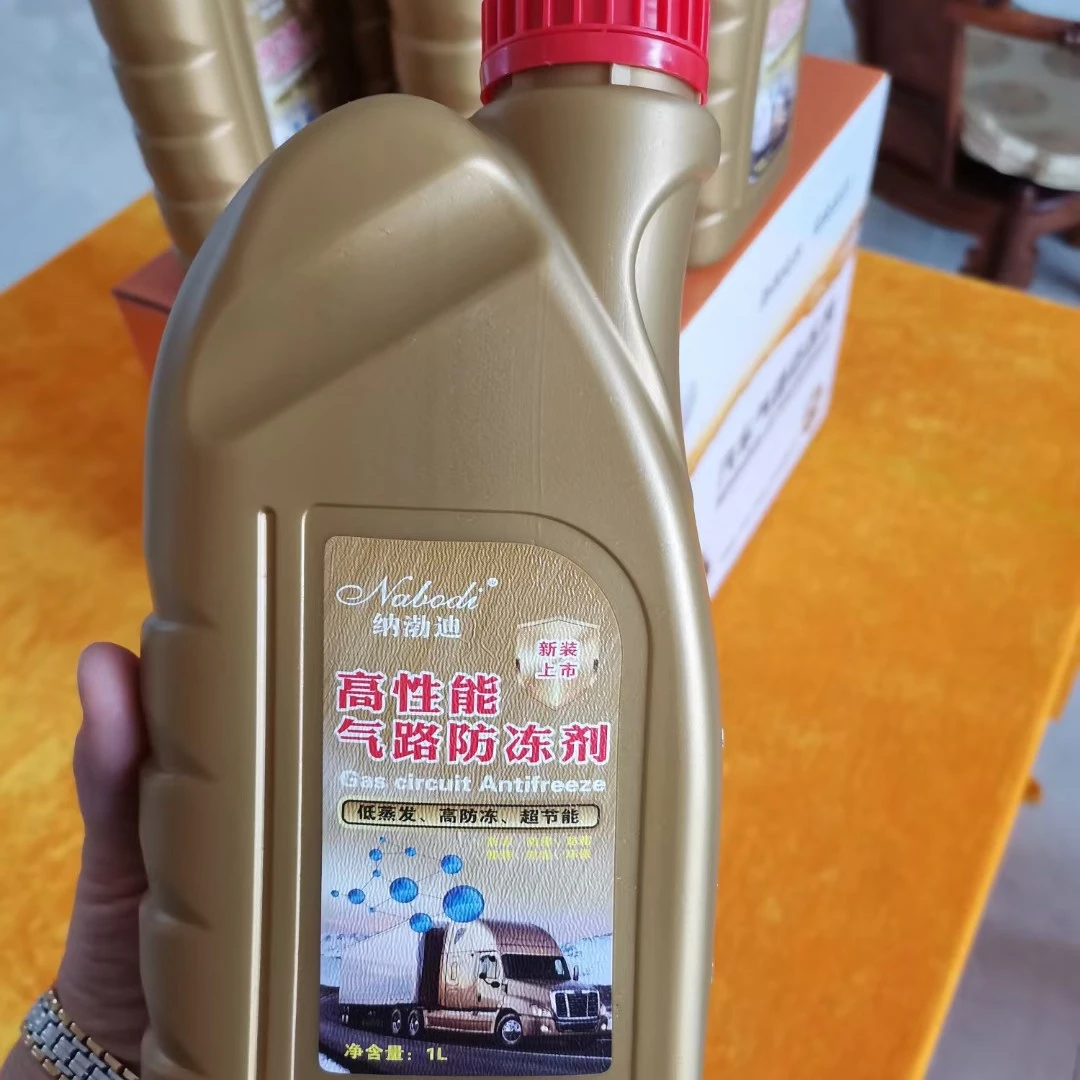 Nabodi
纳渤迪
新装
上市
高性能
气路防冻剂
Gas circuit Antifreeze
低蒸发、高防冻、超节能
净含量：1L